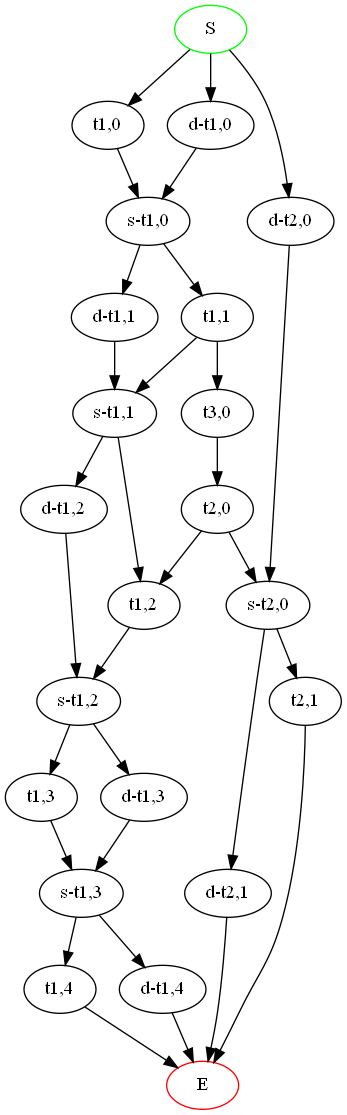 S
t1,0
d-t1,0
s-t1,0
d-t2,0
d-t1,1
t1,1
s-t1,1
t3,0
d-t1,2
t2,0
t1,2
s-t2,0
s-t1,2
t2,1
t1,3
d-t1,3
s-t1,3
d-t2,1
t1,4
d-t1,4
E